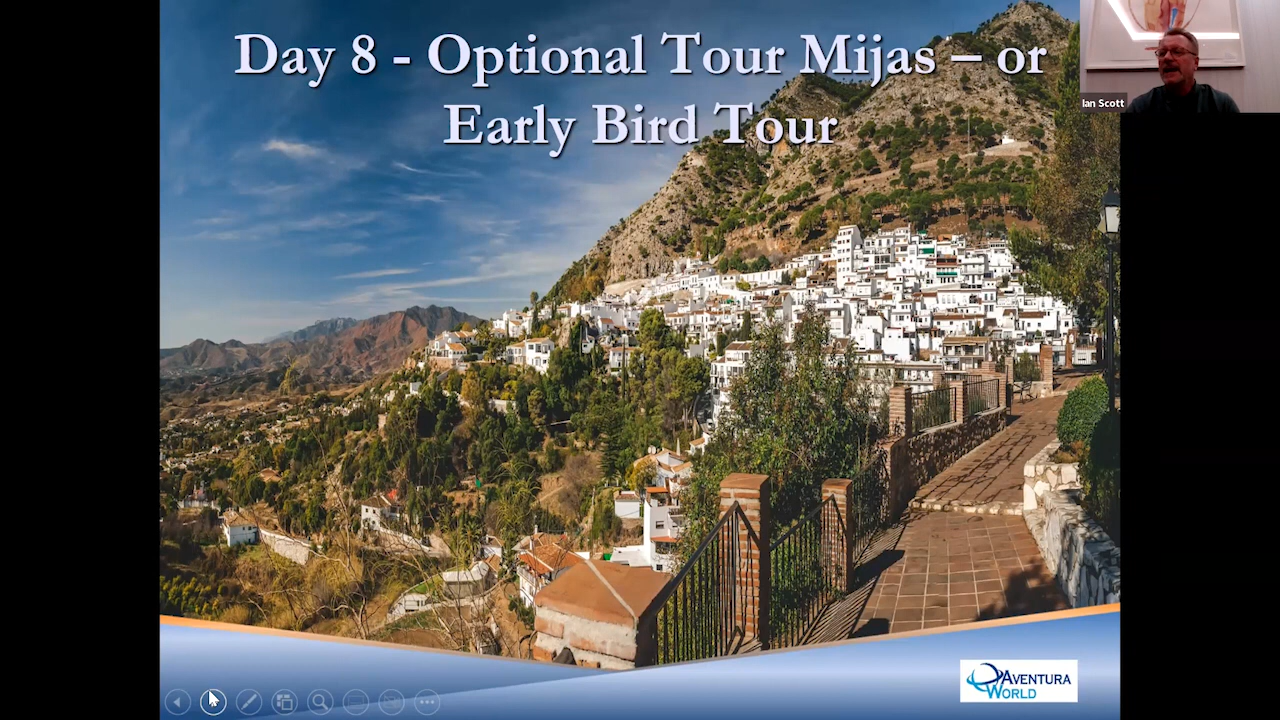 Day 8 - Optional Tour Mijas – or
Early Bird Tour
Ian Scott
AVENTURA
WORLD